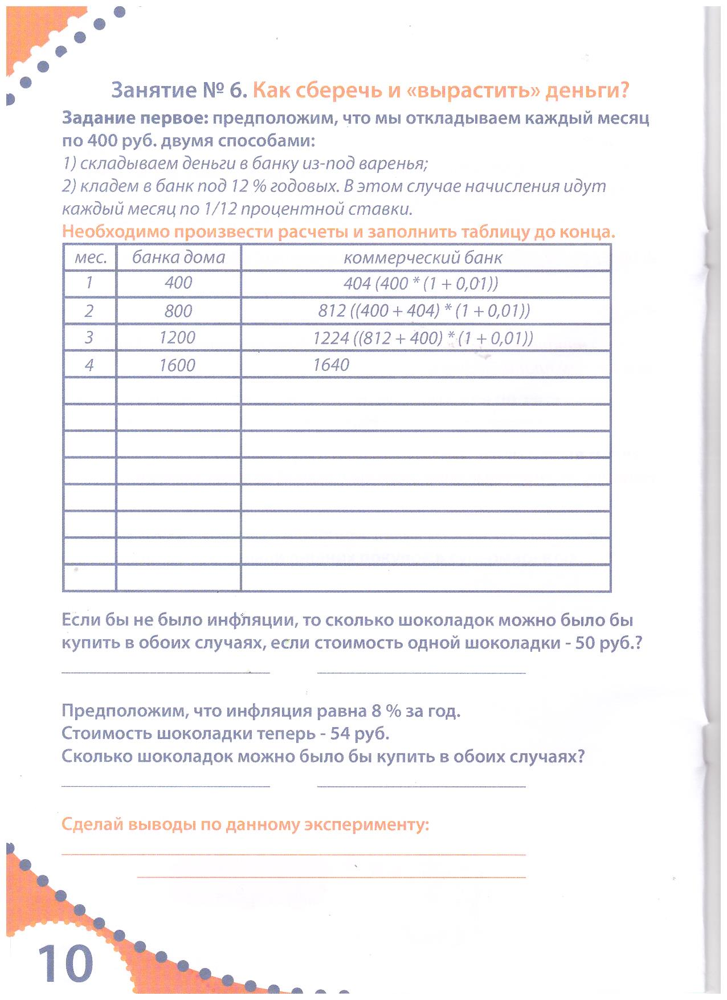 Занятие № 6. Как сберечь и «вырастить» деньги?
Задание первое: предположим, что мы откладываем каждый месяц
по 400 руб. двумя способами:
1) складываем деньги в банку из-под варенья;
2) кладем в банк под 12 % годовых. В этом случае начисления идут
каждый месяц по 1/12 процентной ставки.
Необходимо произвести расчеты и заполнить таблицу до конца.
мес. банка дома коммерческий банк
1 400 404 (400 * (1 + 0,01))
2 800 812 ((400 + 404) * (1 + 0,01))
3 1200 1224 ((812 + 400) * (1 + 0,01))
4 1600 1640
Если бы не было инфляции, то сколько шоколадок можно было бы
купить в обоих случаях, если стоимость одной шоколадки - 50 руб.?
Предположим, что инфляция равна 8 % за год.
Стоимость шоколадки теперь - 54 руб.
Сколько шоколадок можно было бы купить в обоих случаях?
Сделай выводы по данному эксперименту:
10